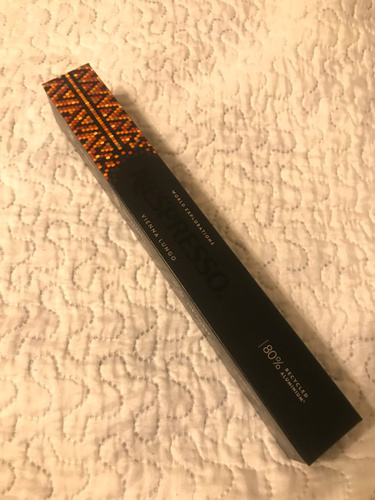 WORLD EXPLORATIONS
NESPRESSO.
VIENNA LUNGO
80%
RECYCLED
ALUMINIUM*